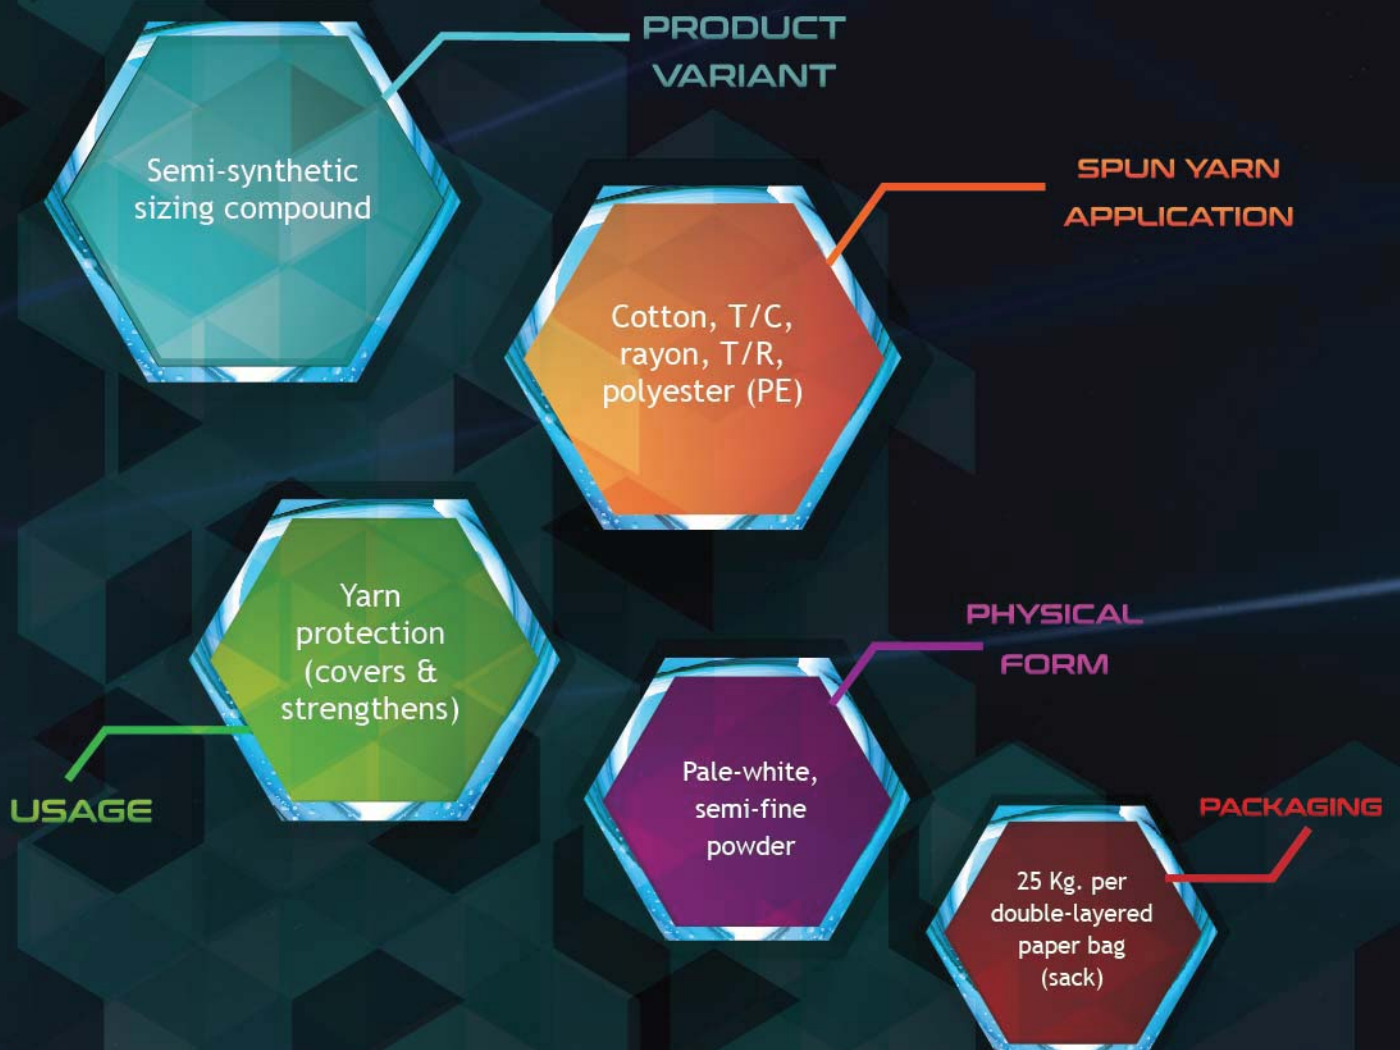 PRODUCT
VARIANT
Semi-synthetic
sizing compound
SPUN YARN
APPLICATION
Cotton, T/C,
rayon, T/R,
polyester (PE)
Yarn
protection
(covers &
strengthens)
USAGE
PHYSICAL
FORM
Pale-white,
semi-fine
powder
PACKAGING
25 Kg. per
double-layered
paper bag
(sack)